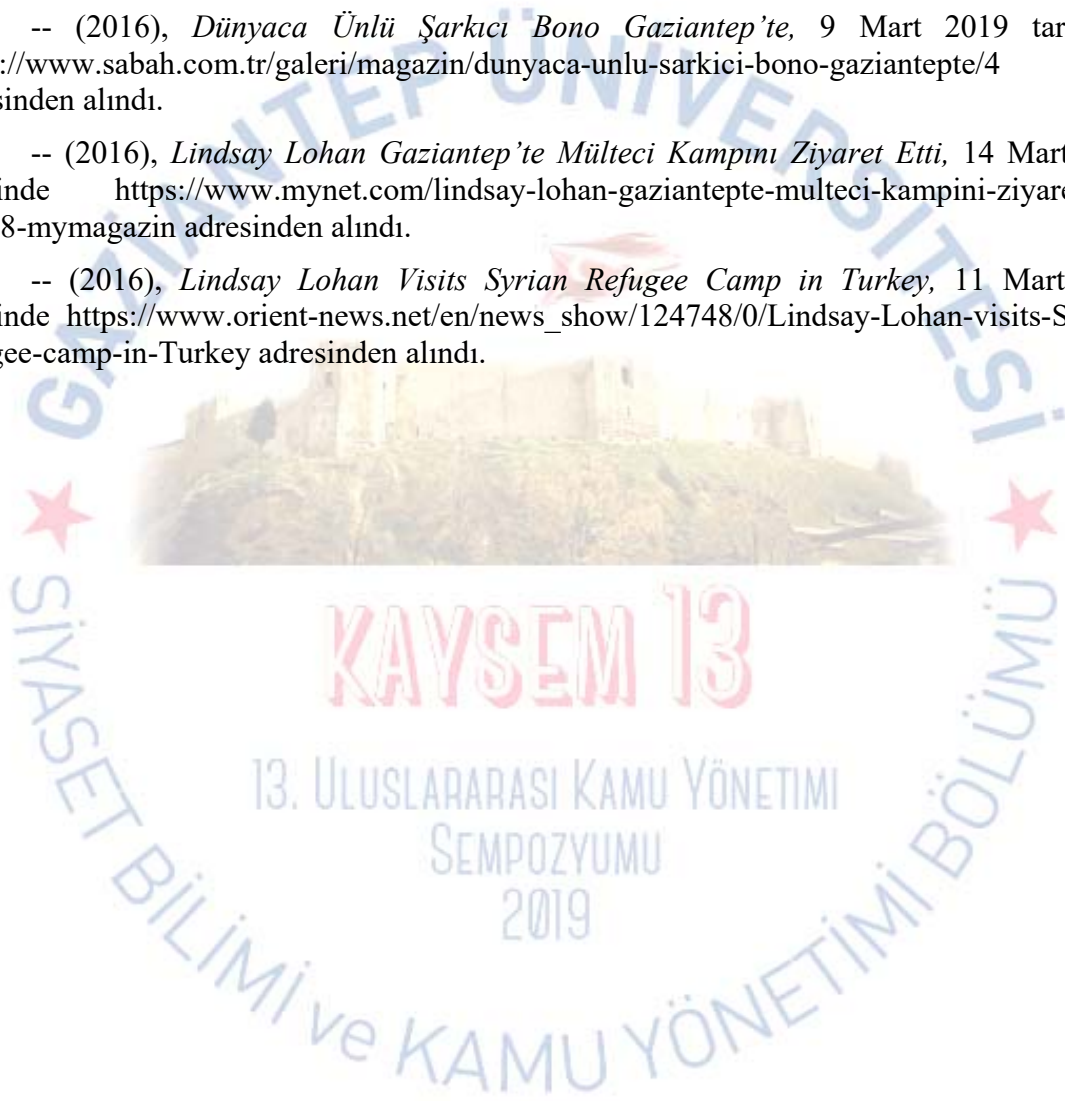 -- (2016), Dünyaca Ünlü Şarkıcı Bono Gaziantep’te, 9 Mart 2019 tar
://www.sabah.com.tr/galeri/magazin/dunyaca-unlu-sarkici-bono-gaziantepte/4
sinden alındı.
-- (2016), Lindsay Lohan Gaziantep’te Mülteci Kampını Ziyaret Etti, 14 Mart
inde https://www.mynet.com/lindsay-lohan-gaziantepte-multeci-kampini-ziyare
8-mymagazin adresinden alındı.
-- (2016), Lindsay Lohan Visits Syrian Refugee Camp in Turkey, 11 Mart
inde https://www.orient-news.net/en/news_show/124748/0/Lindsay-Lohan-visits-S
gee-camp-in-Turkey adresinden alındı.
GAZİANTEP ÜNİVERSİTESİ
KAYSEM 13
13. ULUSLARARASI KAMU YÖNETIMI
SEMPOZYUMU
2019
SİYASET BİLİMİ ve KAMU YÖNETİMİ BÖLÜMÜ